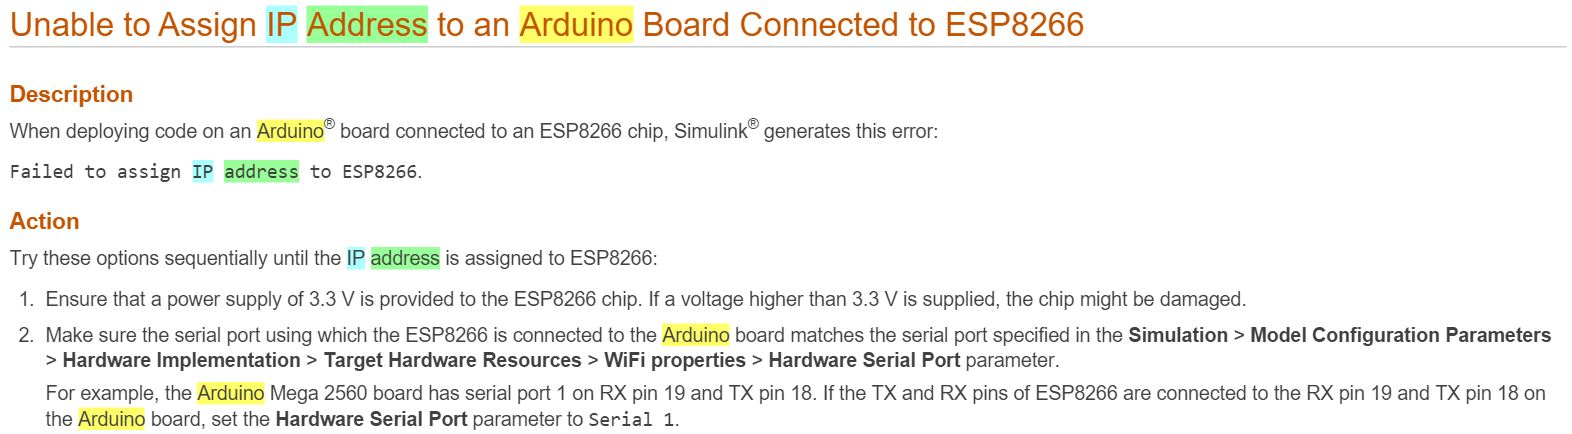 Unable to Assign IP Address to an Arduino Board Connected to ESP8266
Description
When deploying code on an Arduino® board connected to an ESP8266 chip, Simulink® generates this error:
Failed to assign IP address to ESP8266.
Action
Try these options sequentially until the IP address is assigned to ESP8266:
1. Ensure that a power supply of 3.3 V is provided to the ESP8266 chip. If a voltage higher than 3.3 V is supplied, the chip might be damaged.
2. Make sure the serial port using which the ESP8266 is connected to the Arduino board matches the serial port specified in the Simulation > Model Configuration Parameters
> Hardware Implementation > Target Hardware Resources > WiFi properties > Hardware Serial Port parameter.
For example, the Arduino Mega 2560 board has serial port 1 on RX pin 19 and TX pin 18. If the TX and RX pins of ESP8266 are connected to the RX pin 19 and TX pin 18 on
the Arduino board, set the Hardware Serial Port parameter to Serial 1.